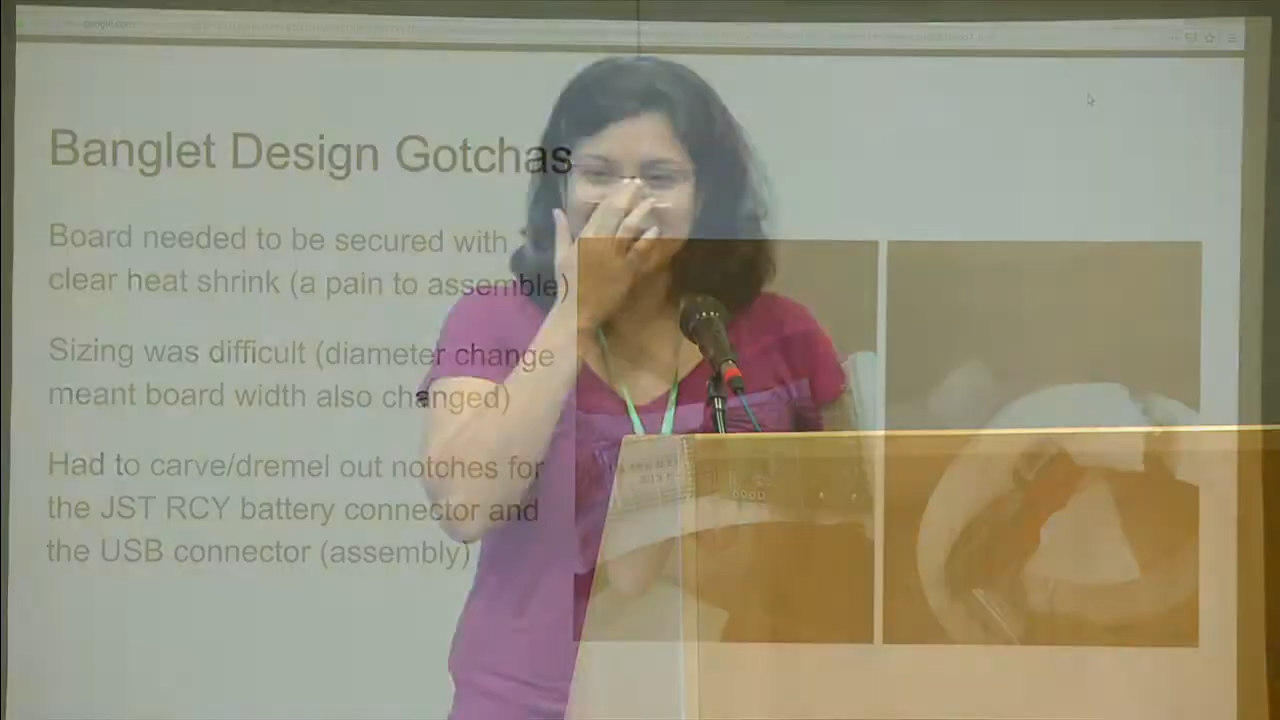 google.com
Banglet Design Gotchas
Board needed to be secured with
clear heat shrink (a pain to assemble)
Sizing was difficult (diameter change
meant board width also changed)
Had to carve/dremel out notches for
the JST RCY battery connector and
the USB connector (assembly)